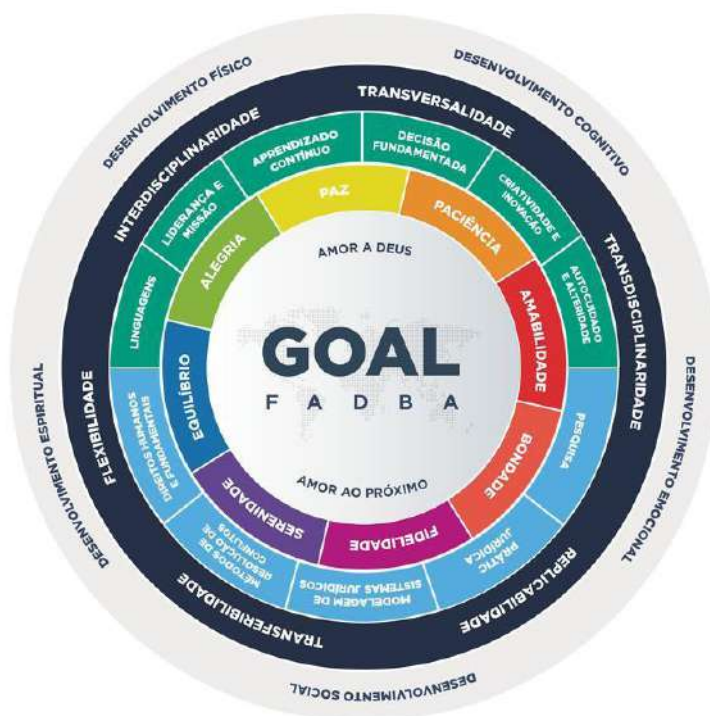 DESENVOLVIMENTO FÍSICO
DESENVOLVIMENTO COGNITIVO
DESENVOLVIMENTO EMOCIONAL
DESENVOLVIMENTO SOCIAL
DESENVOLVIMENTO ESPIRITUAL
INTERDISCIPLINARIDADE
TRANSVERSALIDADE
TRANSDISCIPLINARIDADE
REPLICABILIDADE
TRANSFERIBILIDADE
FLEXIBILIDADE
LINGUAGENS
LIDERANÇA E
MISSÃO
APRENDIZADO
CONTÍNUO
DECISÃO
FUNDAMENTADA
CRIATIVIDADE E
INOVAÇÃO
AUTOCUIDADO
E ALTERIDADE
PESQUISA
PRÁTIC
JURÍDICA
MODELAGEM DE
SISTEMAS JURÍDICOS
MÉTODOS DE
RESOLUÇÃO DE
CONFLITOS
DIREITOS HUMANOS
E FUNDAMENTAIS
ALEGRIA
PAZ
PACIÊNCIA
AMABILIDADE
BONDADE
FIDELIDADE
SERENIDADE
EQUILÍBRIO
AMOR A DEUS
GOAL
FADBA
AMOR AO PRÓXIMO